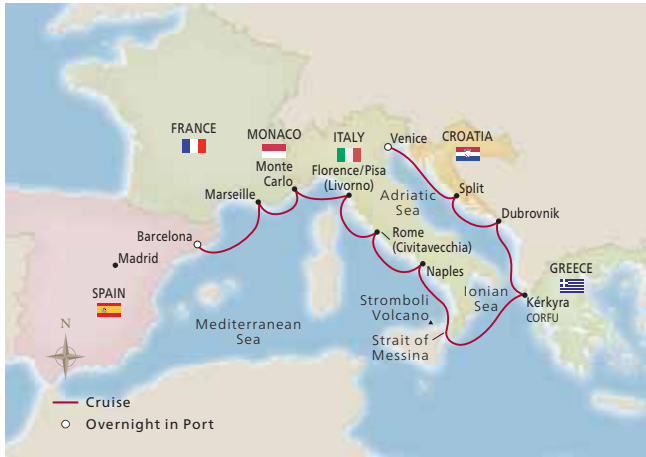 FRANCE
MONACO
ITALY
CROATIA
Venice
Monte
Carlo
Florence/Pisa
(Livorno)
Marseille
Split
Adriatic
Sea
Dubrovnik
Barcelona
Rome
(Civitavecchia)
Madrid
Naples
GREECE
SPAIN
Stromboli
Volcano
Ionian
Sea
Kérkyra
CORFU
Mediterranean
Sea
Strait of
Messina
N
Cruise
Overnight in Port